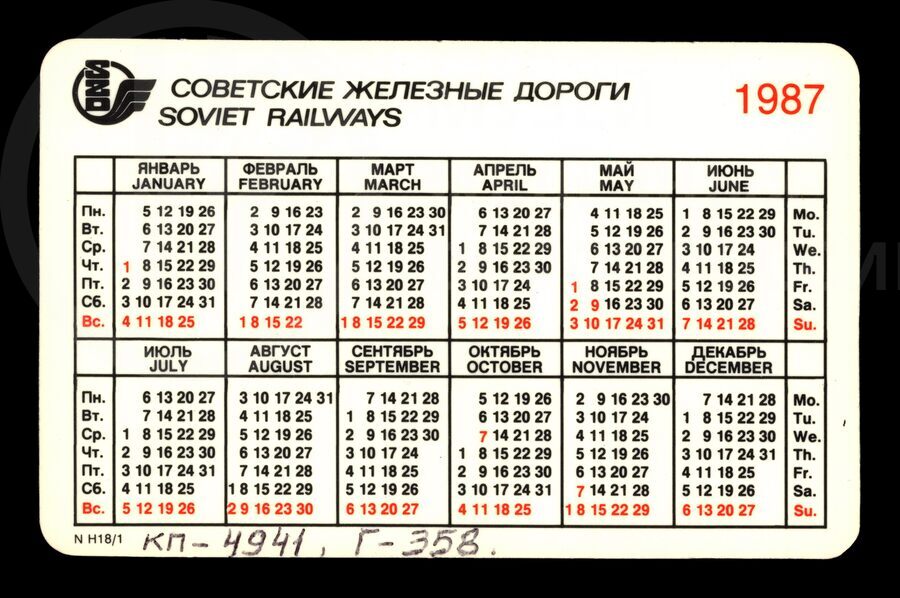 СОВЕТСКИЕ ЖЕЛЕЗНЫЕ ДОРОГИ
SOVIET RAILWAYS
1987
ЯНВАРЬ ФЕВРАЛЬ МАРТ АПРЕЛЬ МАЙ ИЮНЬ
JANUARY FEBRUARY MARCH APRIL MAY JUNE
Пн. 5 12 19 26 2 9 16 23 2 9 16 23 30 6 13 20 27 4 11 18 25 1 8 15 22 29 Mo.
Вт. 6 13 20 27 3 10 17 24 3 10 17 24 31 7 14 21 28 5 12 19 26 2 9 16 23 30 Tu.
Ср. 7 14 21 28 4 11 18 25 4 11 18 25 1 8 15 22 29 6 13 20 27 3 10 17 24 We.
Чт. 1 8 15 22 29 5 12 19 26 5 12 19 26 2 9 16 23 30 7 14 21 28 4 11 18 25 Th.
Пт. 2 9 16 23 30 6 13 20 27 6 13 20 27 3 10 17 24 1 8 15 22 29 5 12 19 26 Fr.
Сб. 3 10 17 24 31 7 14 21 28 7 14 21 28 4 11 18 25 2 9 16 23 30 6 13 20 27 Sa.
Вс. 4 11 18 25 1 8 15 22 1 8 15 22 29 5 12 19 26 3 10 17 24 31 7 14 21 28 Su.
ИЮЛЬ АВГУСТ СЕНТЯБРЬ ОКТЯБРЬ НОЯБРЬ ДЕКАБРЬ
JULY AUGUST SEPTEMBER OCTOBER NOVEMBER DECEMBER
Пн. 6 13 20 27 3 10 17 24 31 7 14 21 28 5 12 19 26 2 9 16 23 30 7 14 21 28 Mo.
Вт. 7 14 21 28 4 11 18 25 1 8 15 22 29 6 13 20 27 3 10 17 24 1 8 15 22 29 Tu.
Ср. 1 8 15 22 29 5 12 19 26 2 9 16 23 30 7 14 21 28 4 11 18 25 2 9 16 23 30 We.
Чт. 2 9 16 23 30 6 13 20 27 3 10 17 24 1 8 15 22 29 5 12 19 26 3 10 17 24 31 Th.
Пт. 3 10 17 24 31 7 14 21 28 4 11 18 25 2 9 16 23 30 6 13 20 27 4 11 18 25 Fr.
Сб. 4 11 18 25 1 8 15 22 29 5 12 19 26 3 10 17 24 31 7 14 21 28 5 12 19 26 Sa.
Вс. 5 12 19 26 2 9 16 23 30 6 13 20 27 4 11 18 25 1 8 15 22 29 6 13 20 27 Su.
N H18/1 КП-4941, Г-358.